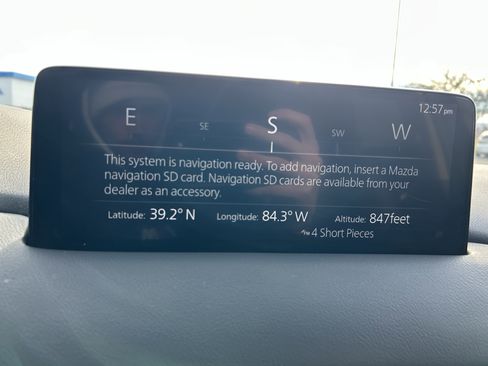 12:57pm
E SE S SW W
This system is navigation ready. To add navigation, insert a Mazda
navigation SD card. Navigation SD cards are available from your
dealer as an accessory.
Latitude: 39.2° N Longitude: 84.3° W Altitude: 847feet
4 Short Pieces